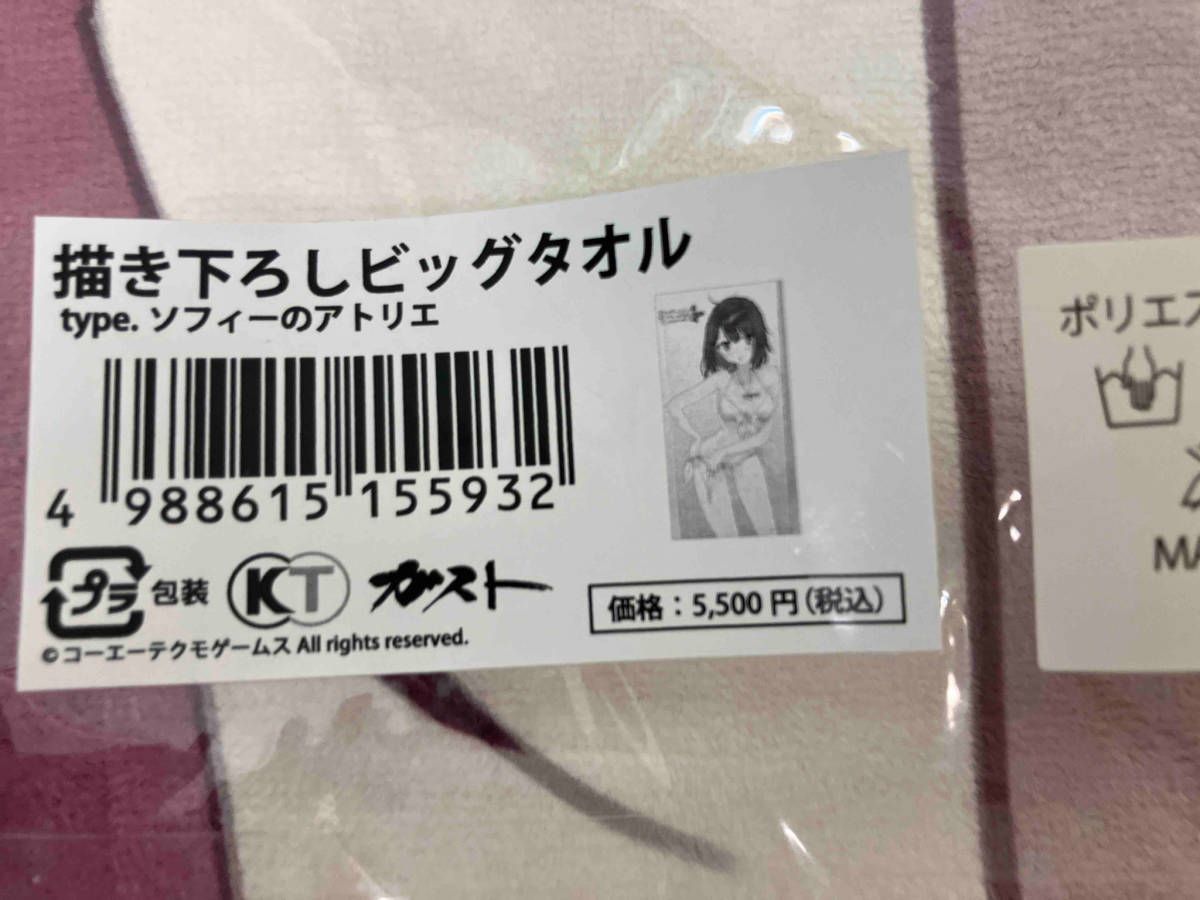 描き下ろしビッグタオル
type. ソフィーのアトリエ
4 988615 155932
プラ 包装 KT ガスト
価格：5,500円（税込）
©コーエーテクモゲームス All rights reserved.
ポリエス
MA